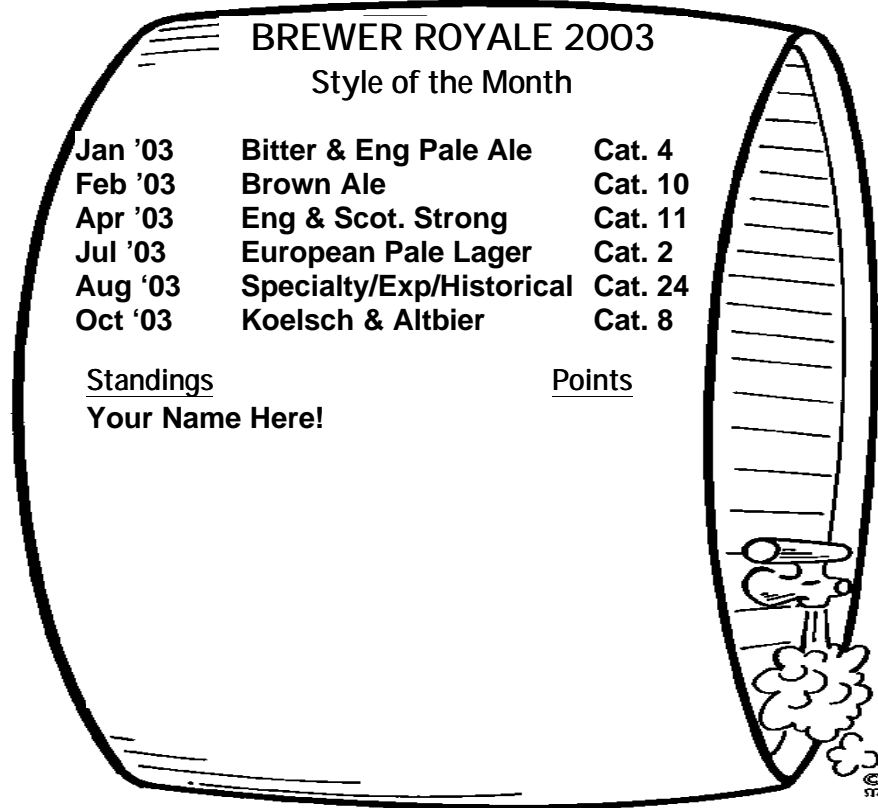 BREWER ROYALE 2003
Style of the Month
Jan ’03 Bitter & Eng Pale Ale Cat. 4
Feb ’03 Brown Ale Cat. 10
Apr ’03 Eng & Scot. Strong Cat. 11
Jul ’03 European Pale Lager Cat. 2
Aug ‘03 Specialty/Exp/Historical Cat. 24
Oct ‘03 Koelsch & Altbier Cat. 8
Standings Points
Your Name Here!
©